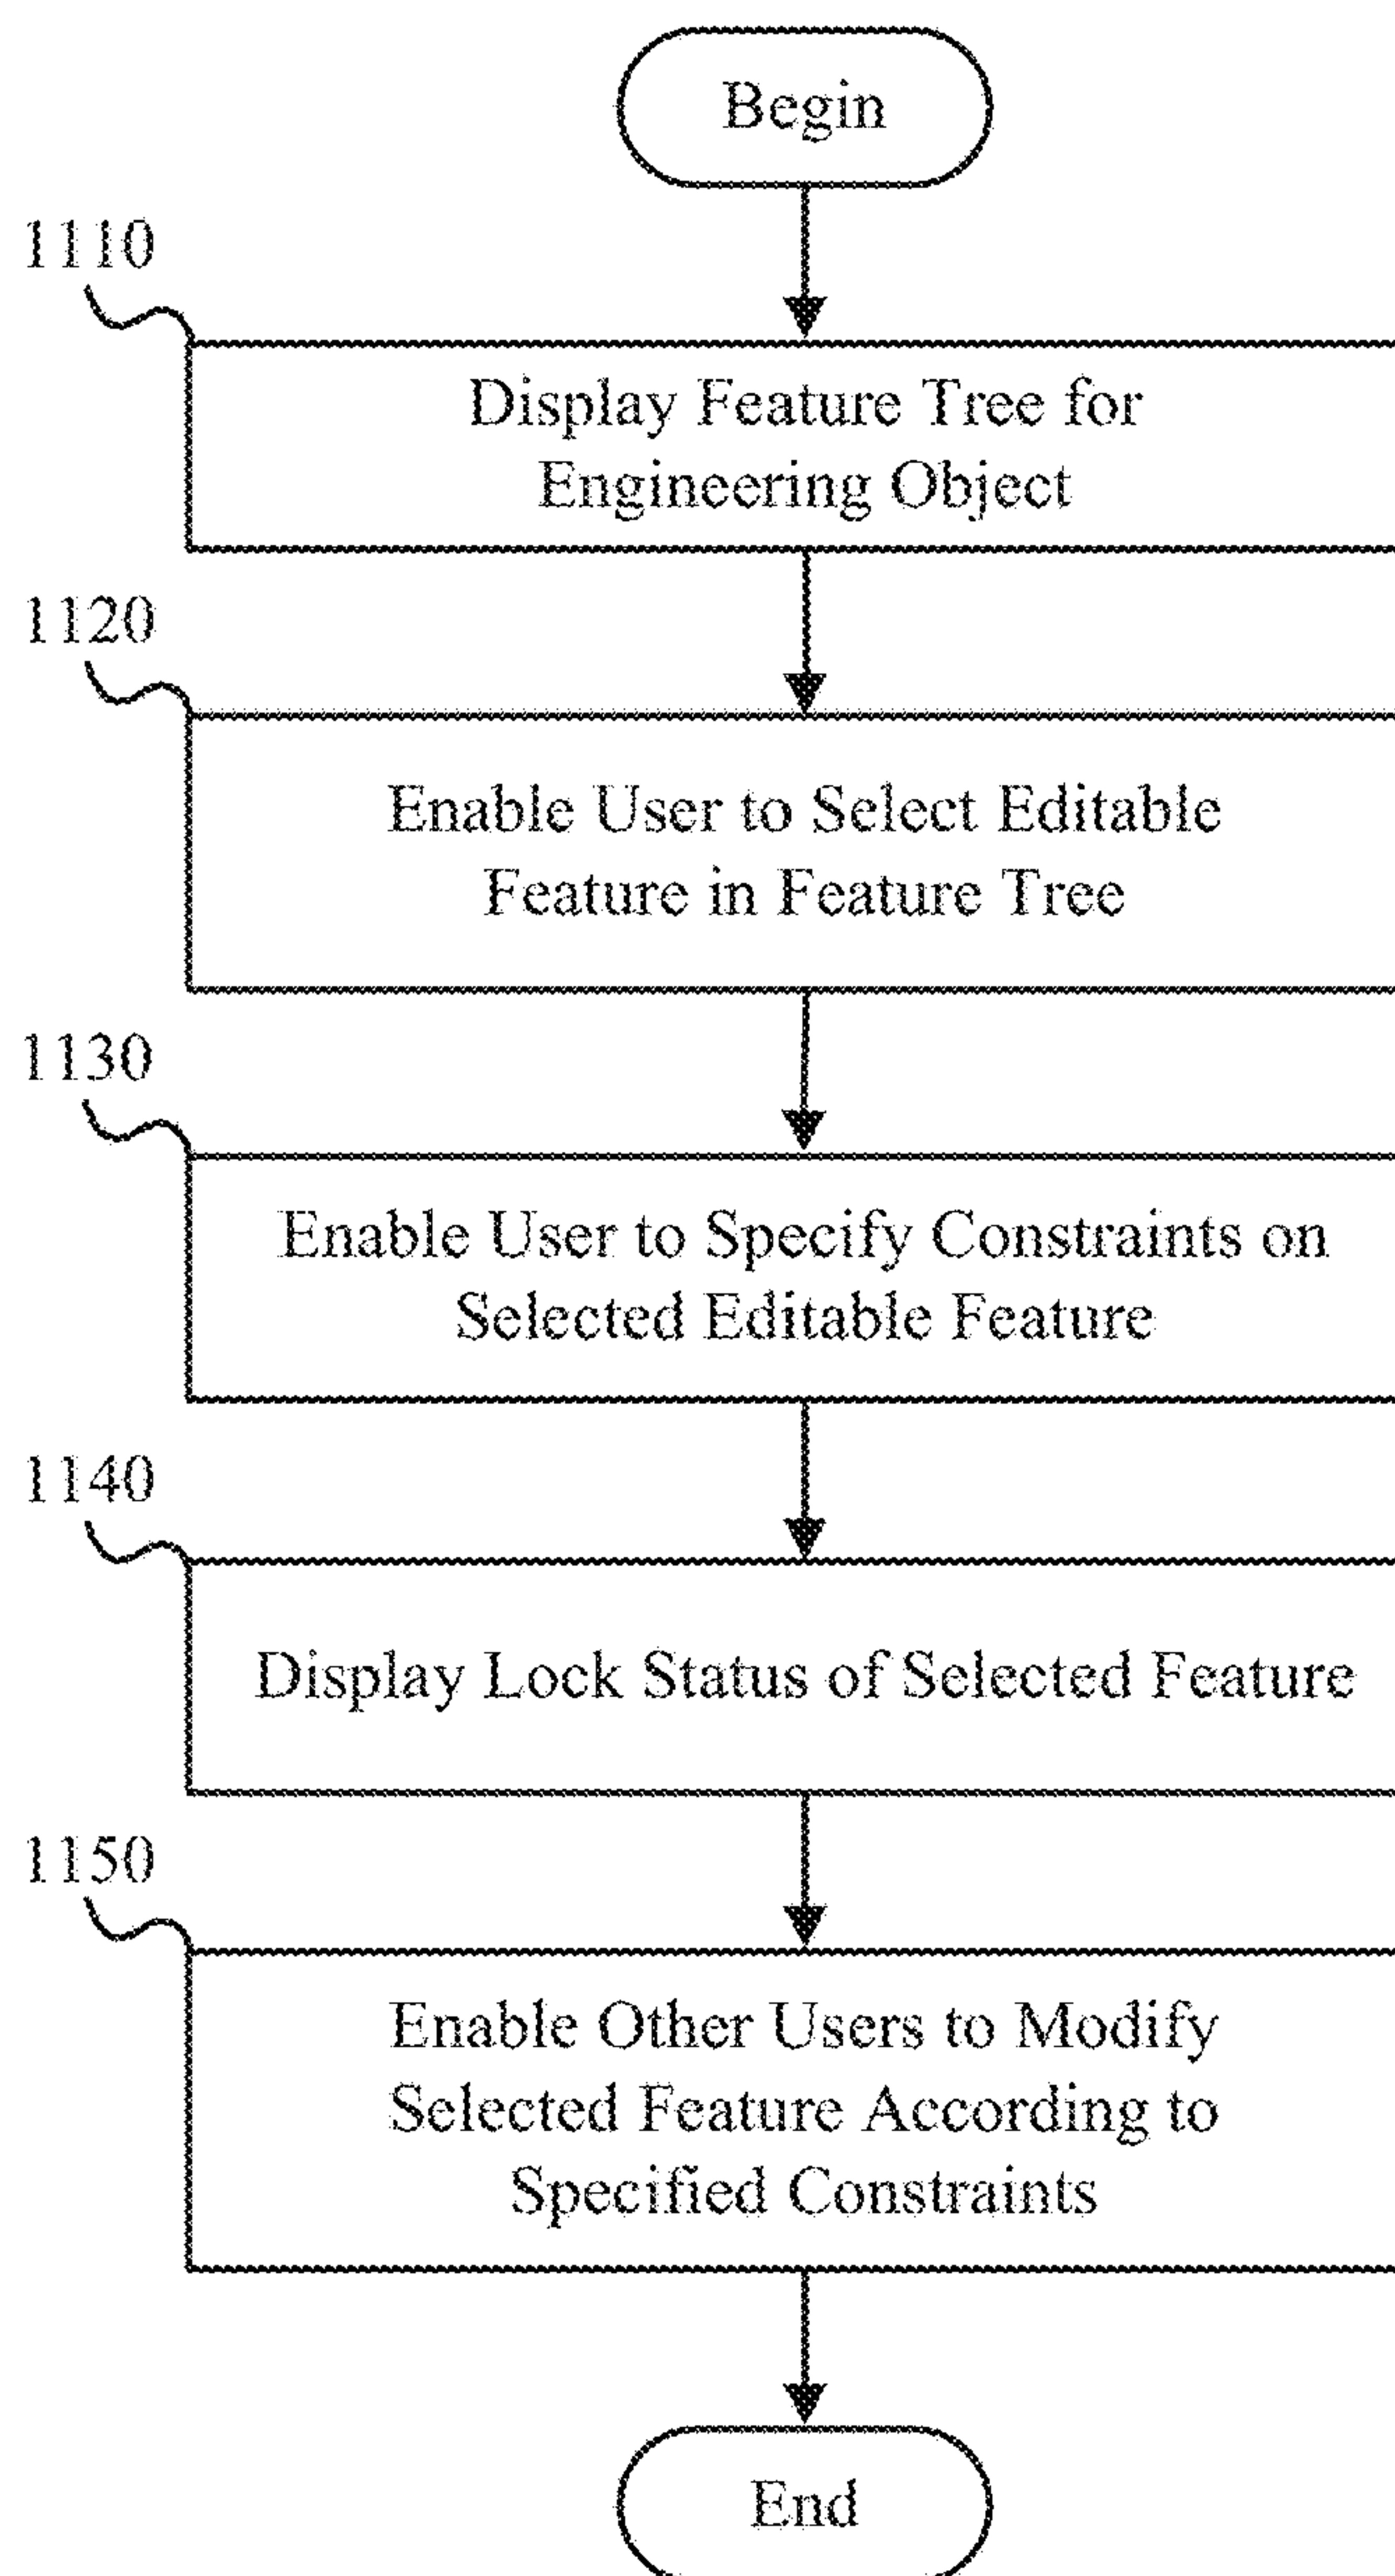 Begin
1110
Display Feature Tree for
Engineering Object
1120
Enable User to Select Editable
Feature in Feature Tree
1130
Enable User to Specify Constraints on
Selected Editable Feature
1140
Display Lock Status of Selected Feature
1150
Enable Other Users to Modify
Selected Feature According to
Specified Constraints
End